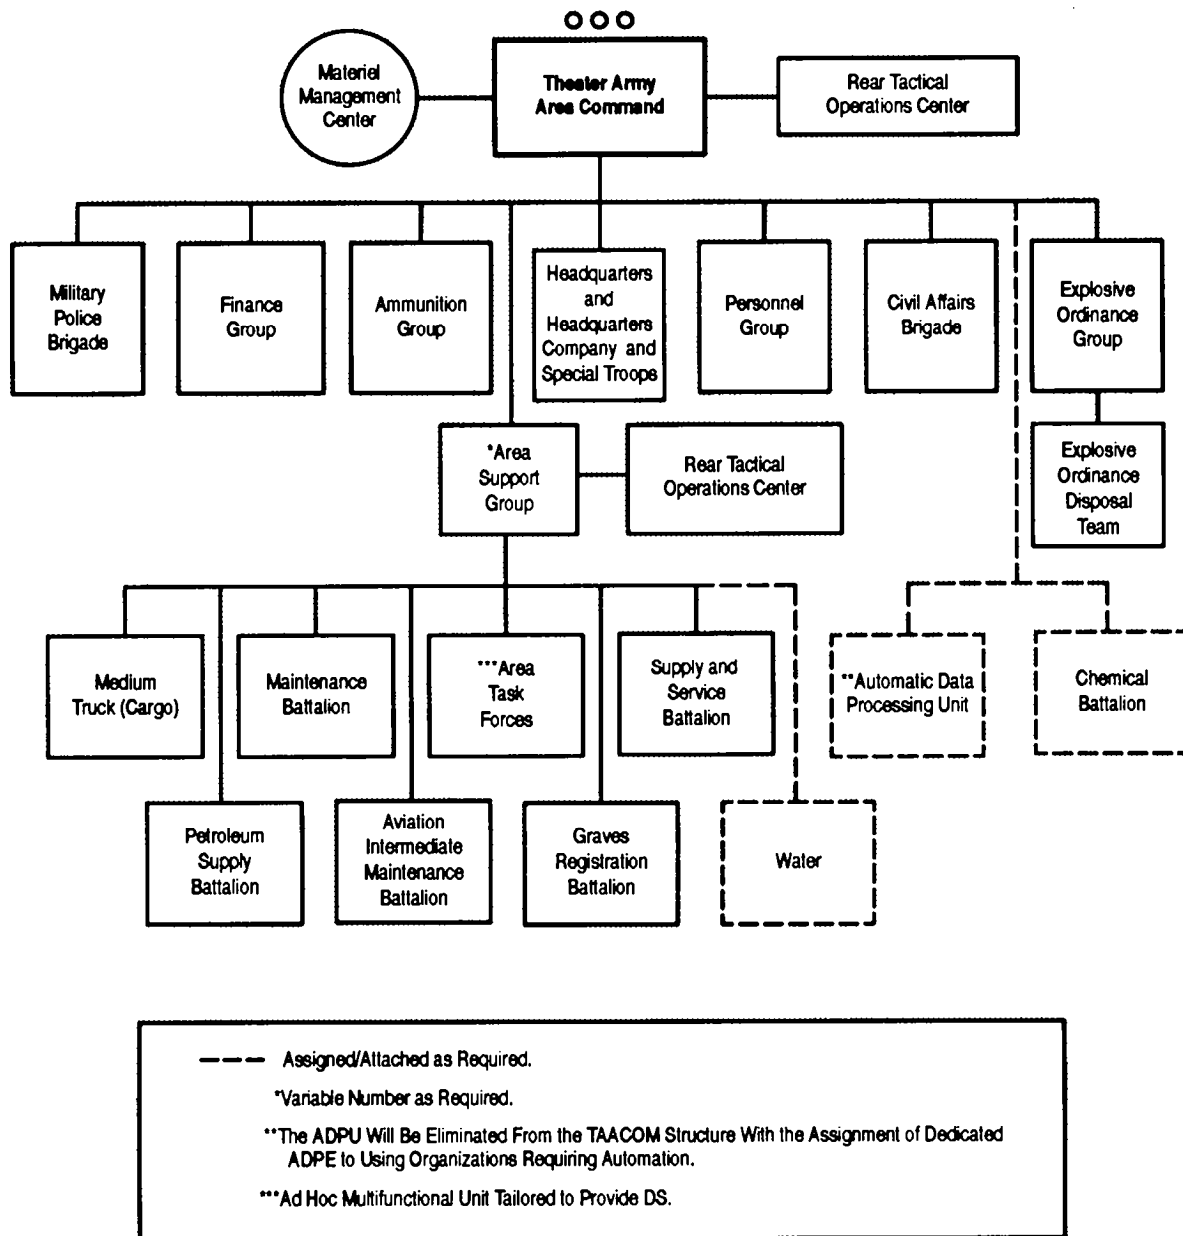 Materiel
Management
Center
Theater Army
Area Command
Rear Tactical
Operations Center
Military
Police
Brigade
Finance
Group
Ammunition
Group
Headquarters
and
Headquarters
Company and
Special Troops
Personnel
Group
Civil Affairs
Brigade
Explosive
Ordinance
Group
*Area
Support
Group
Rear Tactical
Operations Center
Explosive
Ordinance
Disposal
Team
Medium
Truck (Cargo)
Maintenance
Battalion
***Area
Task
Forces
Supply and
Service
Battalion
**Automatic Data
Processing Unit
Chemical
Battalion
Petroleum
Supply
Battalion
Aviation
Intermediate
Maintenance
Battalion
Graves
Registration
Battalion
Water
Assigned/Attached as Required.
*Variable Number as Required.
**The ADPU Will Be Eliminated From the TAACOM Structure With the Assignment of Dedicated
ADPE to Using Organizations Requiring Automation.
***Ad Hoc Multifunctional Unit Tailored to Provide DS.